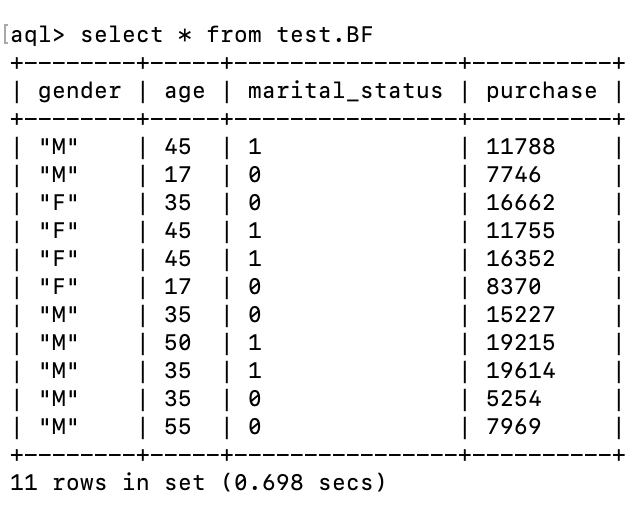 [aql> select * from test.BF
+--------+-----+----------------+----------+
| gender | age | marital_status | purchase |
+--------+-----+----------------+----------+
| "M"    | 45  | 1              | 11788    |
| "M"    | 17  | 0              | 7746     |
| "F"    | 35  | 0              | 16662    |
| "F"    | 45  | 1              | 11755    |
| "F"    | 45  | 1              | 16352    |
| "F"    | 17  | 0              | 8370     |
| "M"    | 35  | 0              | 15227    |
| "M"    | 50  | 1              | 19215    |
| "M"    | 35  | 1              | 19614    |
| "M"    | 35  | 0              | 5254     |
| "M"    | 55  | 0              | 7969     |
+--------+-----+----------------+----------+
11 rows in set (0.698 secs)